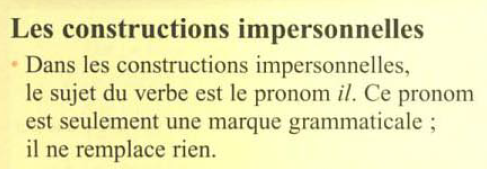 Les constructions impersonnelles
• Dans les constructions impersonnelles,
le sujet du verbe est le pronom il. Ce pronom
est seulement une marque grammaticale ;
il ne remplace rien.